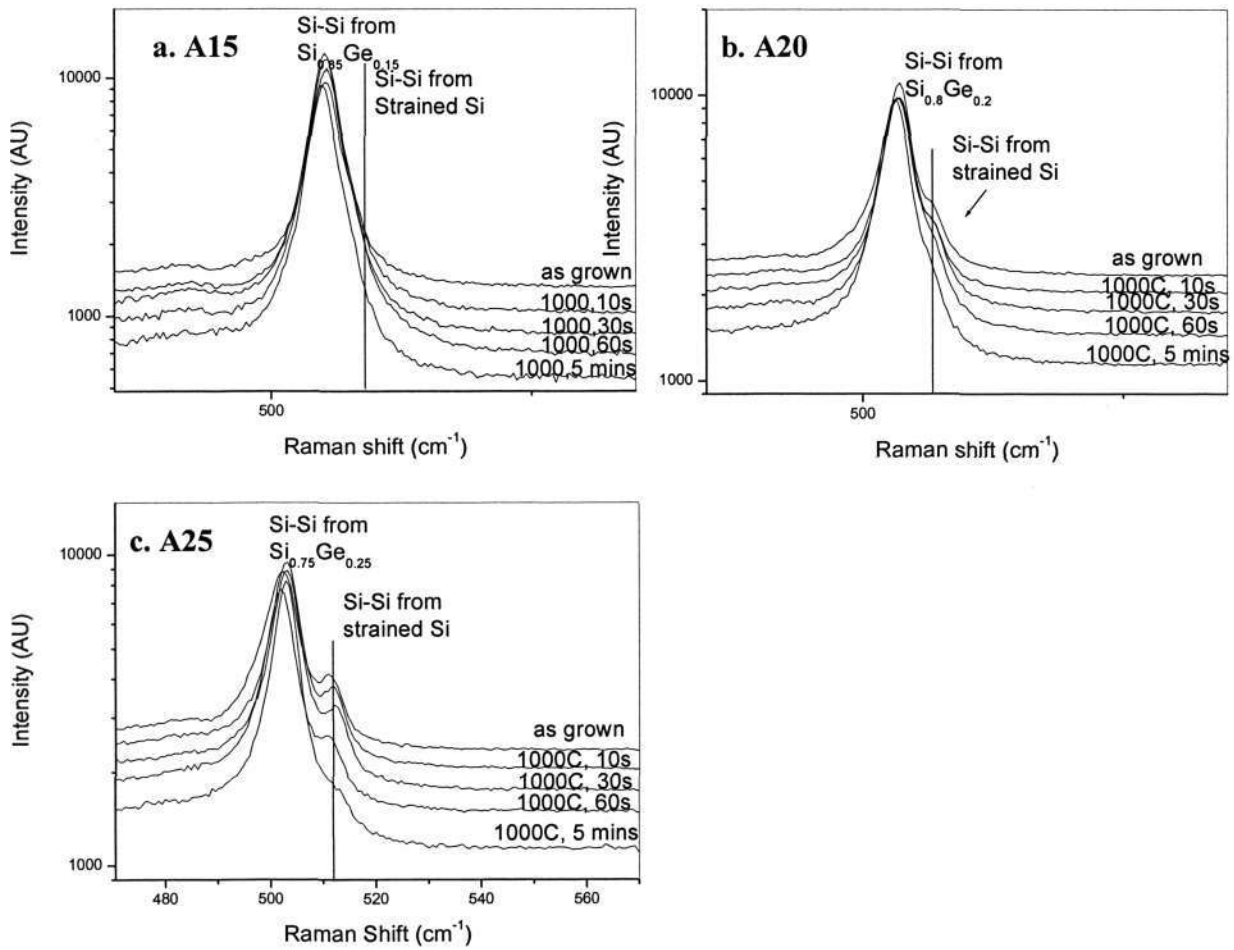 a. A15
Si-Si from
Si0.85Ge0.15
Si-Si from
Strained Si
10000
1000
Intensity (AU)
as grown
1000,10s
1000,30s
1000,60s
1000,5 mins
500
Raman shift (cm-1)
b. A20
Si-Si from
Si0.8Ge0.2
Si-Si from
strained Si
10000
1000
Intensity (AU)
as grown
1000C, 10s
1000C, 30s
1000C, 60s
1000C, 5 mins
500
Raman shift (cm-1)
c. A25
Si-Si from
Si0.75Ge0.25
Si-Si from
strained Si
10000
1000
Intensity (AU)
as grown
1000C, 10s
1000C, 30s
1000C, 60s
1000C, 5 mins
480 500 520 540 560
Raman Shift (cm-1)